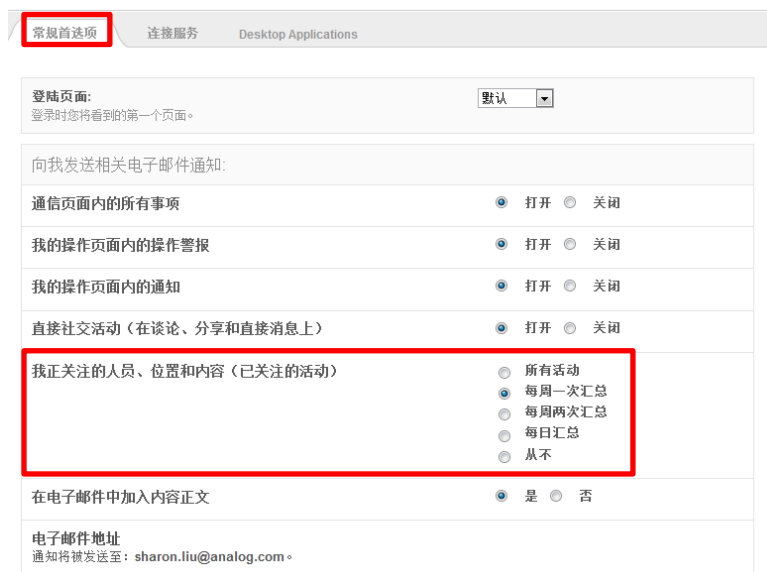 常规首选项 连接服务 Desktop Applications
登陆页面: 默认
登录时您将看到的第一个页面。
向我发送相关电子邮件通知:
通信页面内的所有事项 打开 关闭
我的操作页面内的操作警报 打开 关闭
我的操作页面内的通知 打开 关闭
直接社交活动（在谈论、分享和直接消息上） 打开 关闭
我正关注的人员、位置和内容（已关注的活动） 所有活动
每周一次汇总
每周两次汇总
每日汇总
从不
在电子邮件中加入内容正文 是 否
电子邮件地址
通知将被发送至：sharon.liu@analog.com。